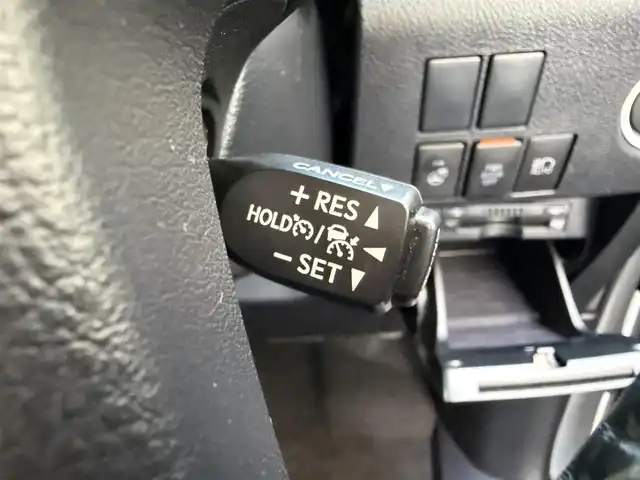 CANCEL▼
+ RES ▲
HOLD / ◀
− SET ▼